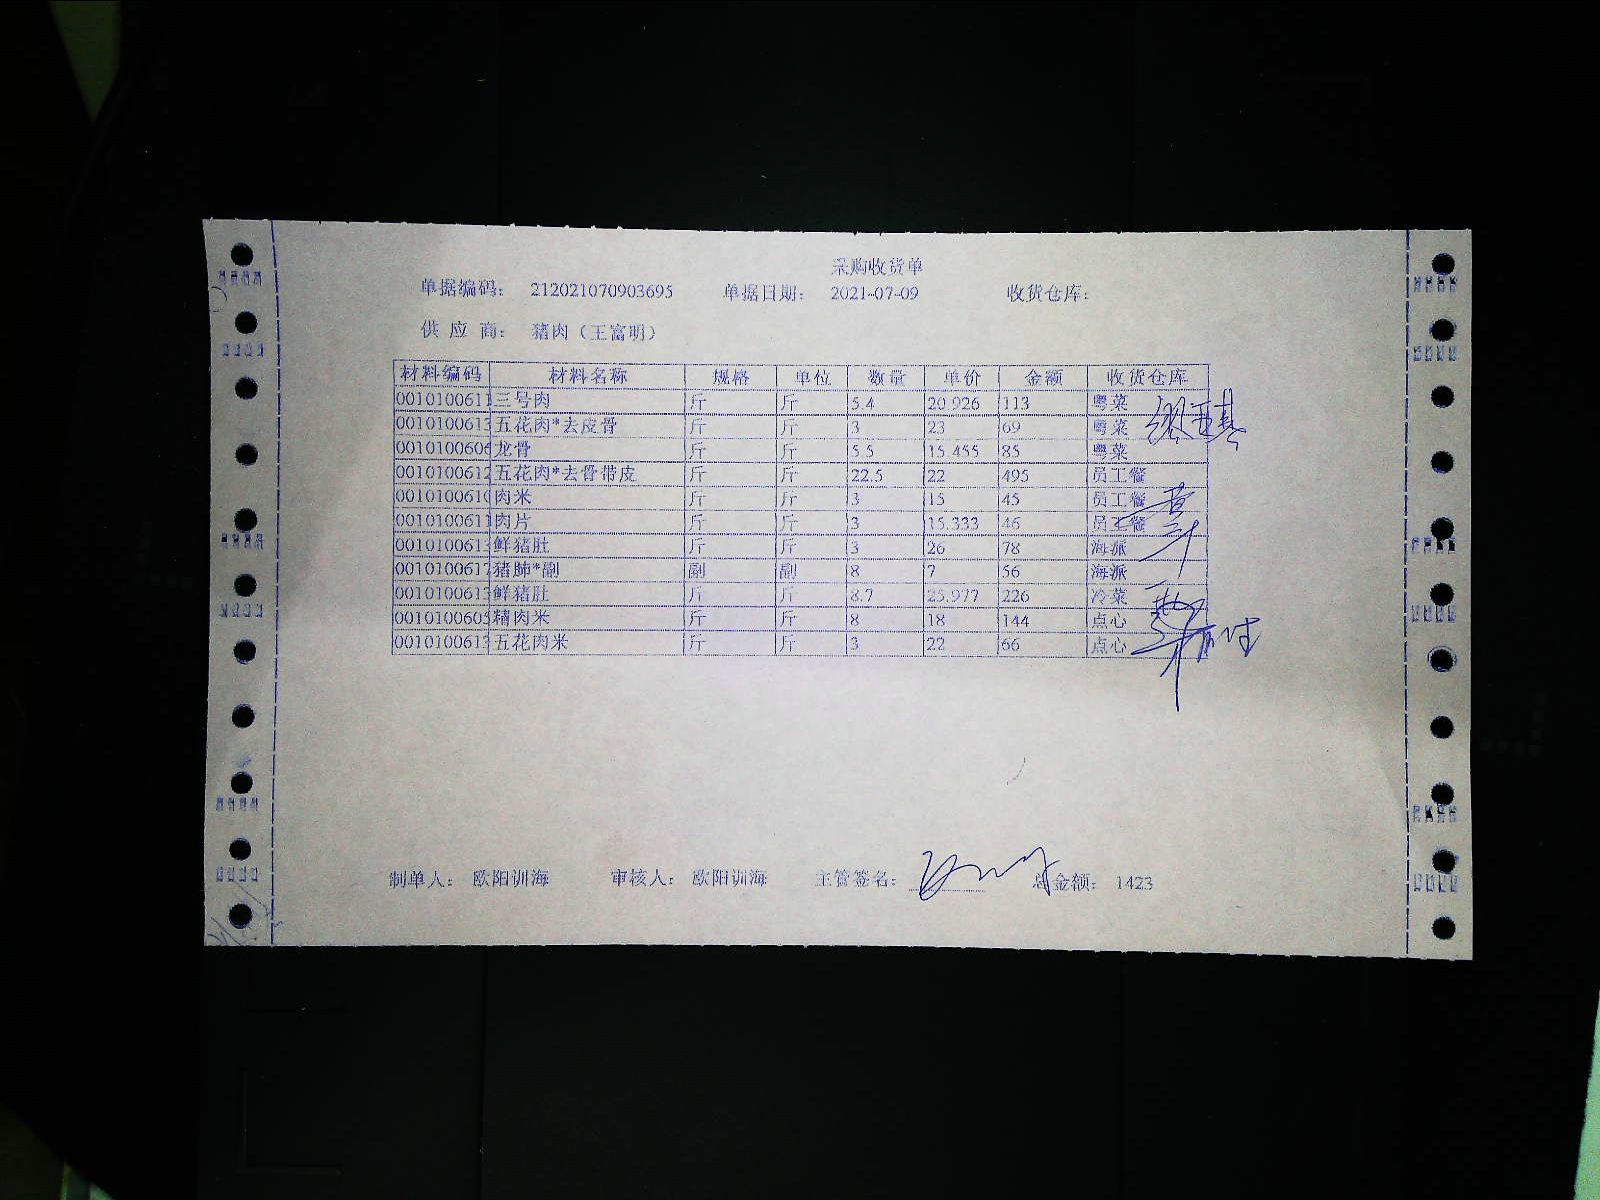 采购收货单
单据编码： 212021070903695 单据日期： 2021-07-09 收货仓库：
供 应 商： 猪肉（王富明）
材料编码 材料名称 规格 单位 数量 单价 金额 收货仓库
0010100611 三号肉 斤 斤 5.4 20.926 113 粤菜
0010100613 五花肉*去皮骨 斤 斤 3 23 69 粤菜
001010060 龙骨 斤 斤 5.5 15.455 85 粤菜
0010100612 五花肉*去骨带皮 斤 斤 22.5 22 495 员工餐
001010061 肉米 斤 斤 3 15 45 员工餐
0010100611 肉片 斤 斤 3 15.333 46 员工餐
0010100613 鲜猪肚 斤 斤 3 26 78 海派
0010100617 猪肺*副 副 副 8 7 56 海派
0010100613 鲜猪肚 斤 斤 8.7 25.977 226 冷菜
0010100605 精肉米 斤 斤 8 18 144 点心
0010100613 五花肉米 斤 斤 3 22 66 点心
制单人： 欧阳训海 审核人： 欧阳训海 主管签名： 总金额： 1423